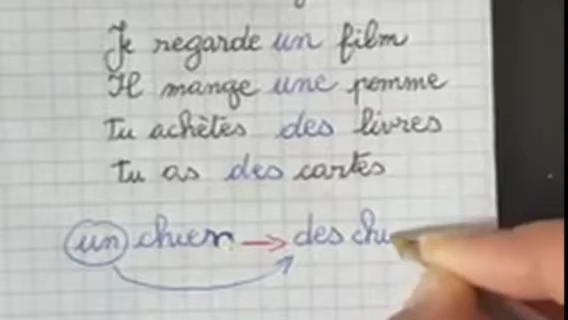 Je regarde un film
Il mange une pomme
Tu achètes des livres
Tu as des cartes
un chien → des chi